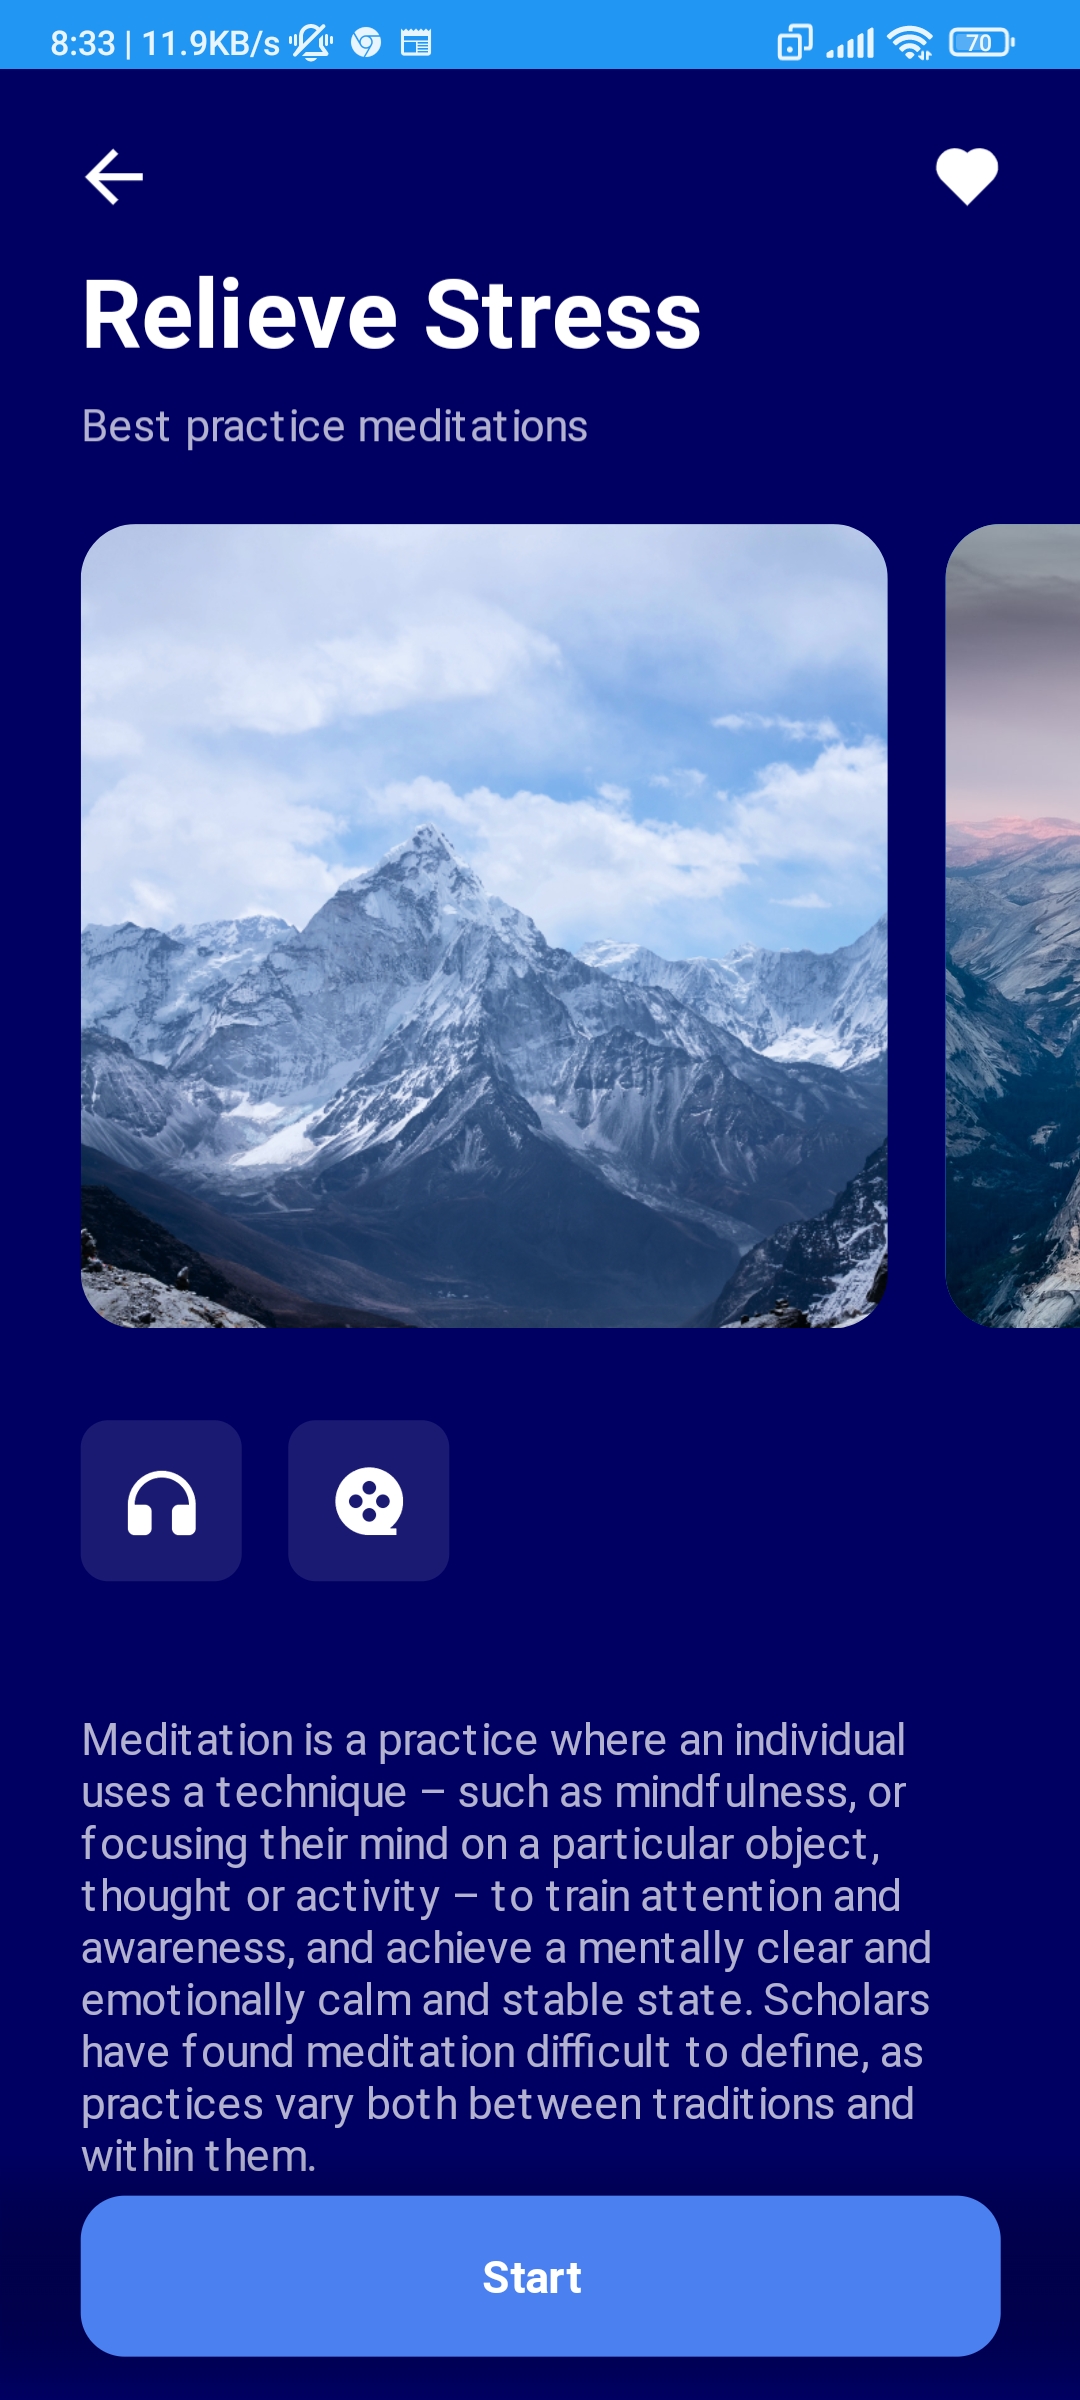 8:33 | 11.9KB/s
70
Relieve Stress
Best practice meditations
Meditation is a practice where an individual
uses a technique – such as mindfulness, or
focusing their mind on a particular object,
thought or activity – to train attention and
awareness, and achieve a mentally clear and
emotionally calm and stable state. Scholars
have found meditation difficult to define, as
practices vary both between traditions and
within them.
Start